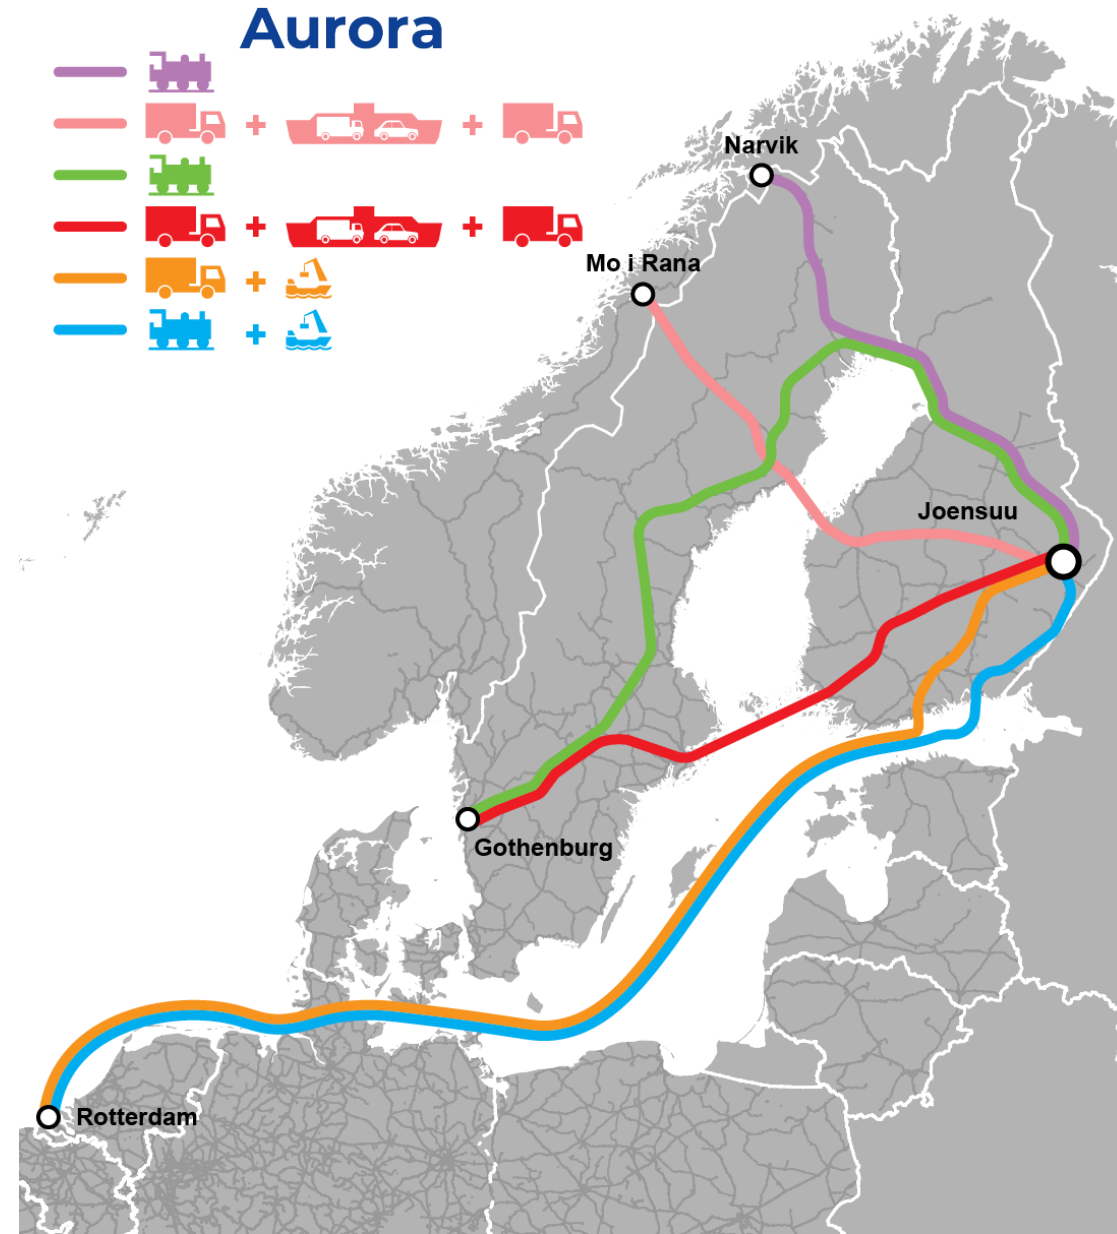 Aurora
+ +
+ +
+
+
Narvik
Mo i Rana
Joensuu
Gothenburg
Rotterdam